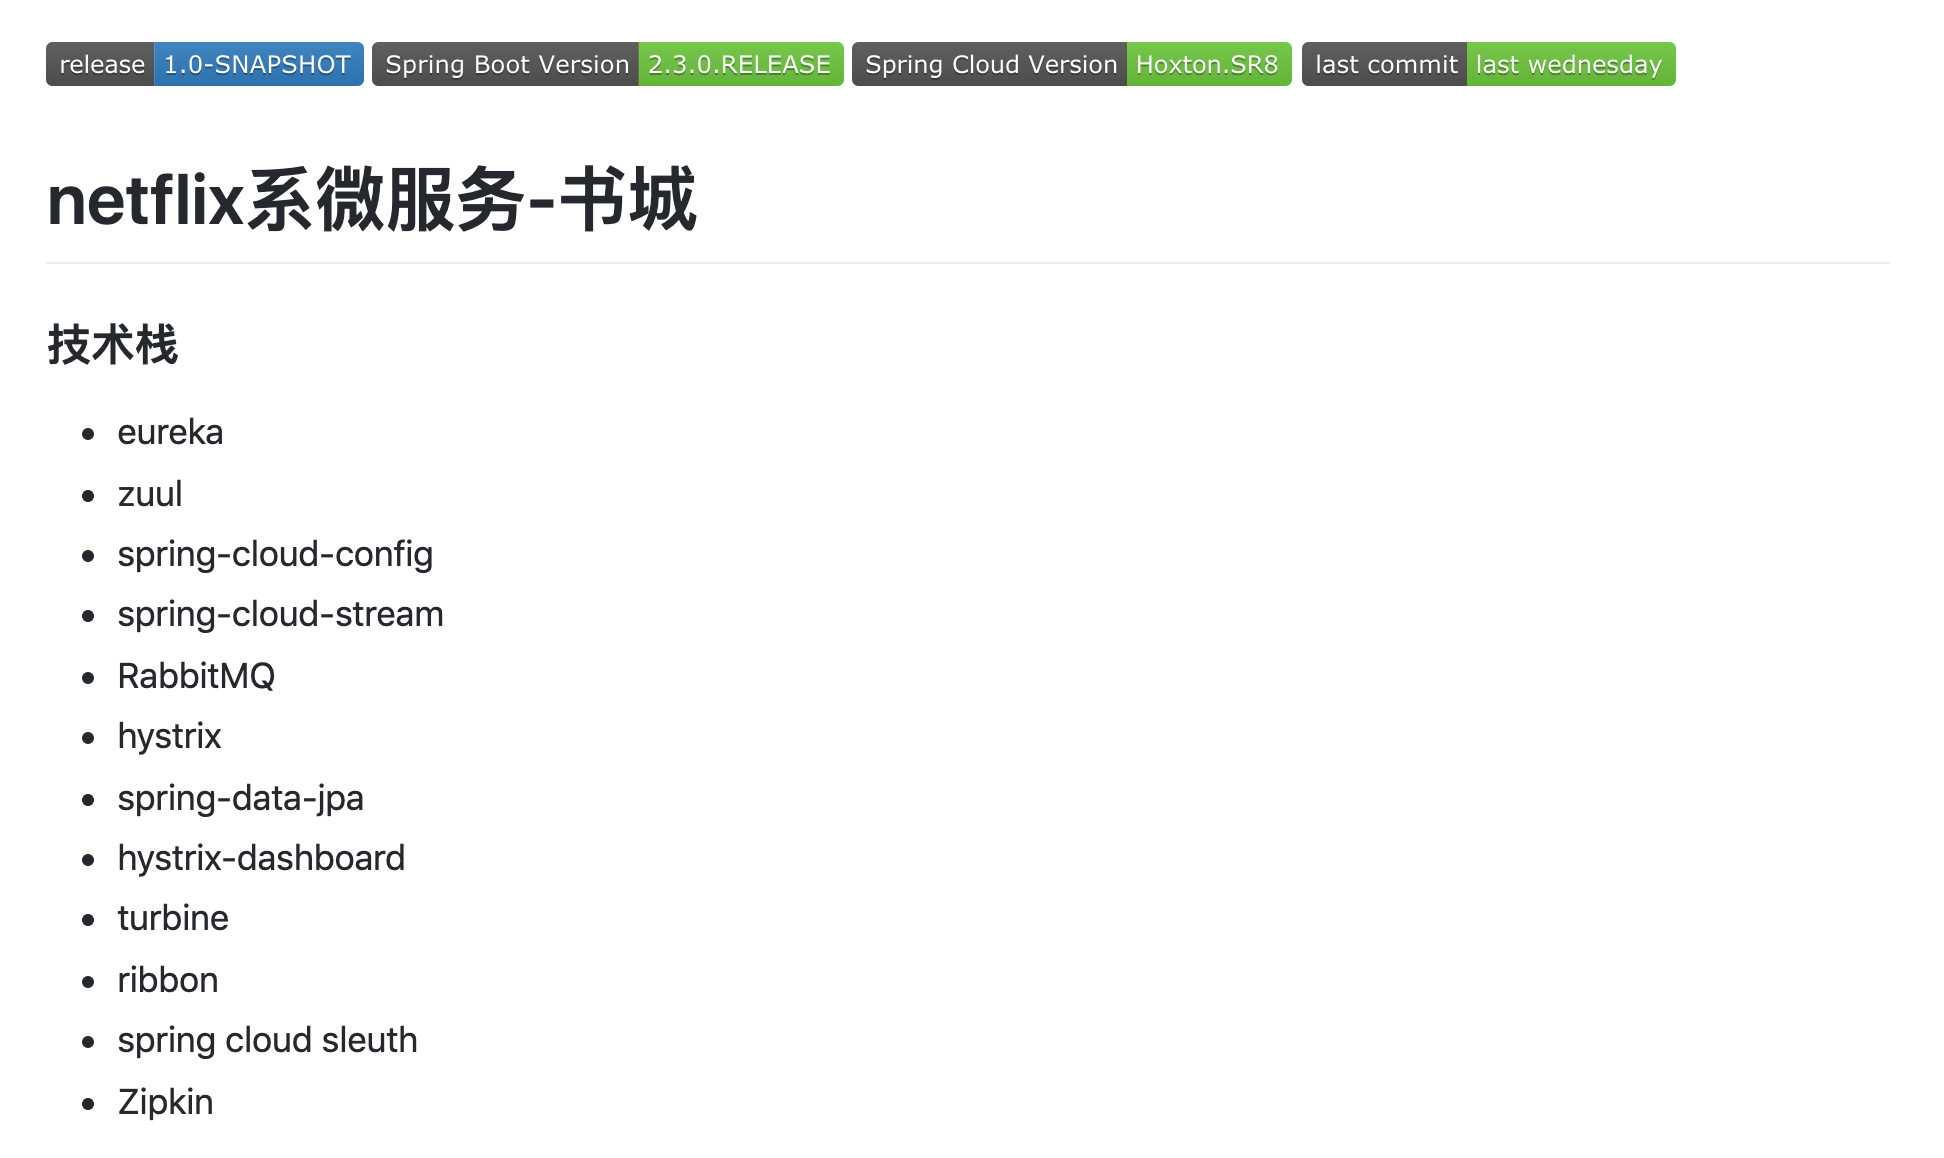 release 1.0-SNAPSHOT Spring Boot Version 2.3.0.RELEASE Spring Cloud Version Hoxton.SR8 last commit last wednesday
netflix系微服务-书城
技术栈
eureka
zuul
spring-cloud-config
spring-cloud-stream
RabbitMQ
hystrix
spring-data-jpa
hystrix-dashboard
turbine
ribbon
spring cloud sleuth
Zipkin